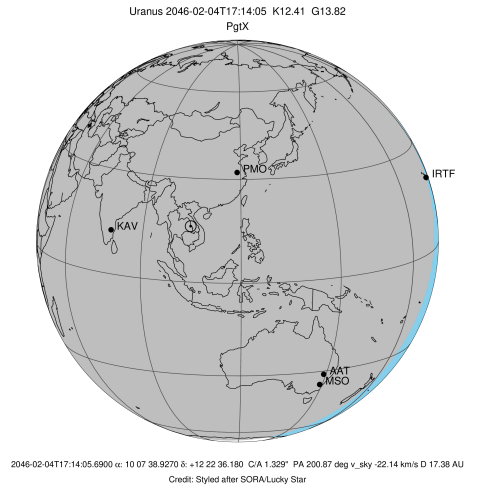 Uranus 2046-02-04T17:14:05 K12.41 G13.82
PgtX
IRTF
PMO
KAV
AAT
MSO
2046-02-04T17:14:05.6900 α: 10 07 38.9270 δ: +12 22 36.180 C/A 1.329" PA 200.87 deg v_sky -22.14 km/s D 17.38 AU
Credit: Styled after SORA/Lucky Star